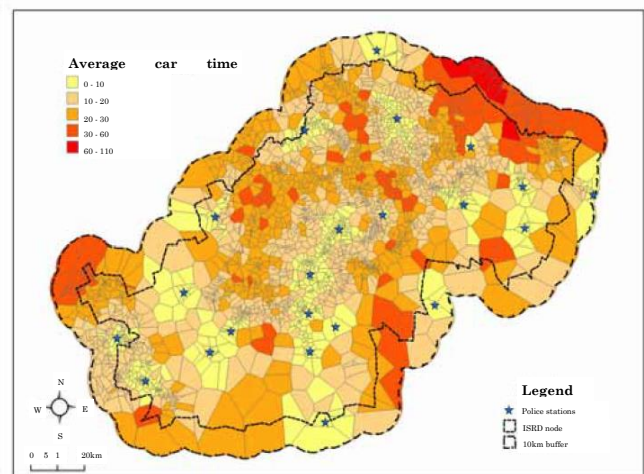 Average car time
0 - 10
10 - 20
20 - 30
30 - 60
60 - 110
N
W E
S
0 5 1 20km
Legend
Police stations
ISRD node
10km buffer